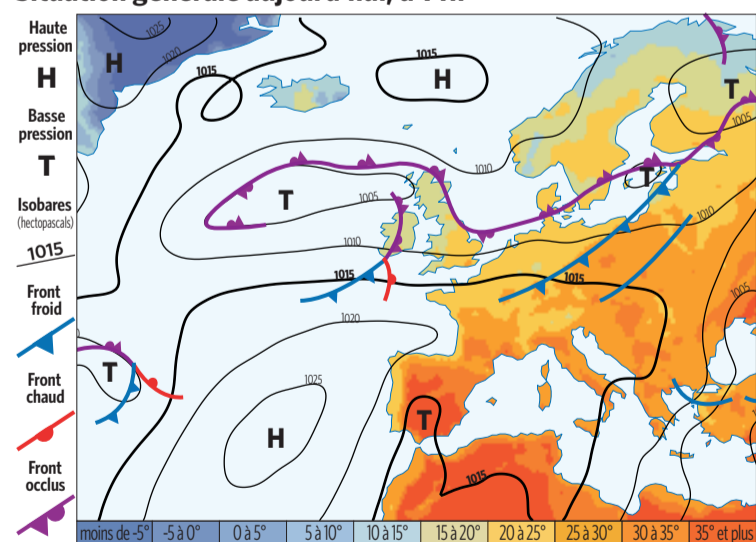 Haute
pression
H
Basse
pression
T
Isobares
(hectopascals)
1015
Front
froid
Front
chaud
Front
occlus
1025
1020
H
1015
1015
H
T
1005
T
1005
1010
T
1010
1010
1015
1015
1005
1020
T
1025
H
T
1015
moins de -5°
-5 à 0°
0 à 5°
5 à 10°
10 à 15°
15 à 20°
20 à 25°
25 à 30°
30 à 35°
35° et plus